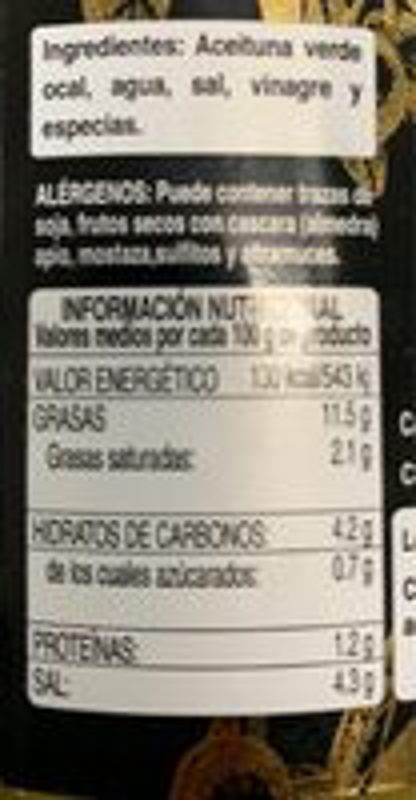 Ingredientes: Aceituna verde
ocal, agua, sal, vinagre y
especias.
ALÉRGENOS: Puede contener trazas de
soja, frutos secos con cascara (almedra)
apio, mostaza,sulfitos y altramuces.
INFORMACIÓN
Valores medios por cada 100 g de producto
VALOR ENERGÉTICO 130 kcal/543 kj
GRASAS 11.5 g
Grasas saturadas: 2.1 g
HIDRATOS DE CARBONOS: 4.2 g
de los cuales azúcarados: 0.7 g
PROTEÍNAS: 1.2 g
SAL: 4.3 g